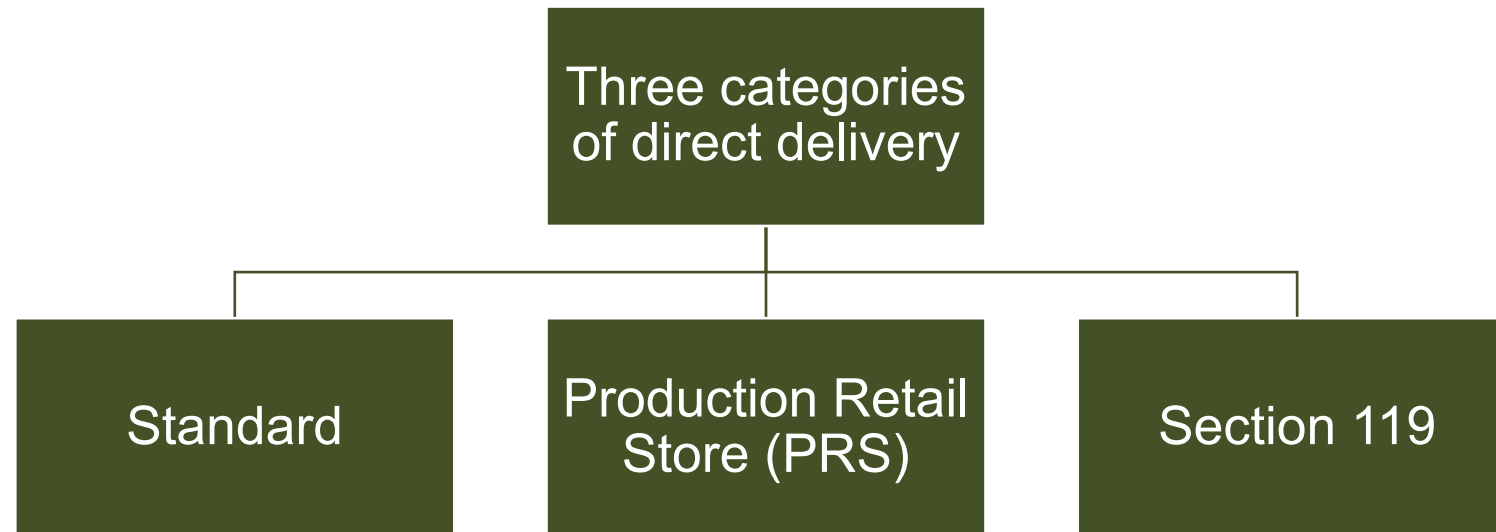 Three categories
of direct delivery
Standard
Production Retail
Store (PRS)
Section 119